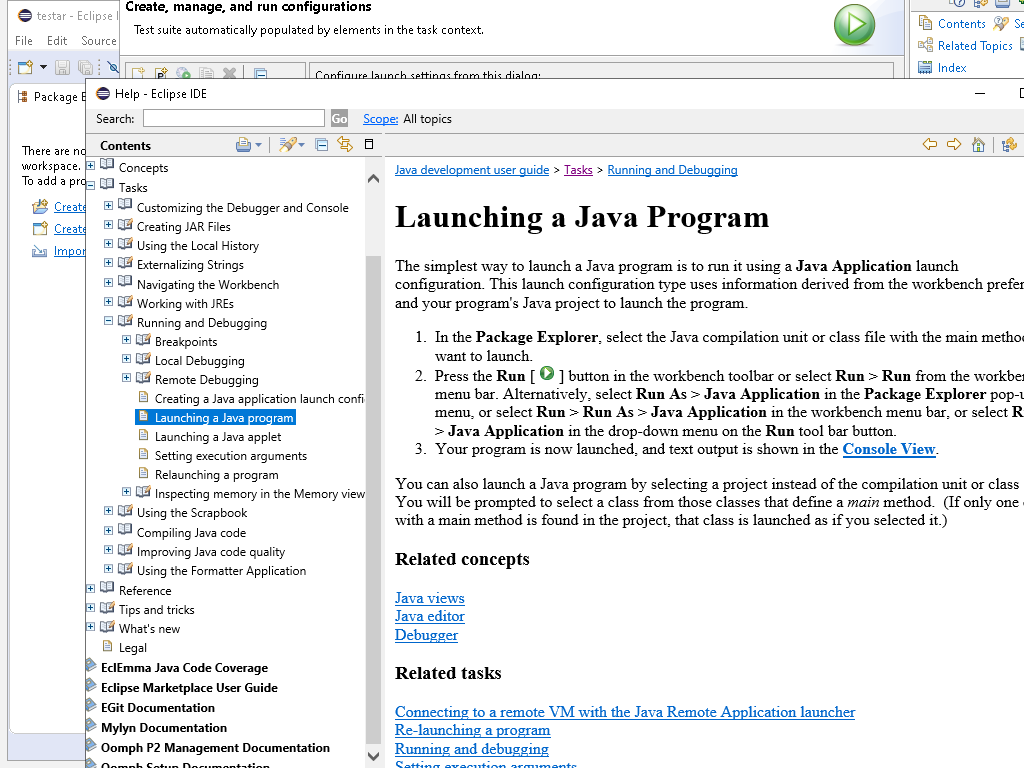 testar - Eclipse I
File Edit Source
Package E
There are no
workspace.
To add a pro
Create
Create
Impor
Create, manage, and run configurations
Test suite automatically populated by elements in the task context.
Configure launch settings from this dialog:
Contents
Se
Related Topics
Index
Help - Eclipse IDE
Search: Go Scope: All topics
Contents
Concepts
Tasks
Customizing the Debugger and Console
Creating JAR Files
Using the Local History
Externalizing Strings
Navigating the Workbench
Working with JREs
Running and Debugging
Breakpoints
Local Debugging
Remote Debugging
Creating a Java application launch confi
Launching a Java program
Launching a Java applet
Setting execution arguments
Relaunching a program
Inspecting memory in the Memory view
Using the Scrapbook
Compiling Java code
Improving Java code quality
Using the Formatter Application
Reference
Tips and tricks
What's new
Legal
EclEmma Java Code Coverage
Eclipse Marketplace User Guide
EGit Documentation
Mylyn Documentation
Oomph P2 Management Documentation
Oomph Setup Documentation
Java development user guide > Tasks > Running and Debugging
Launching a Java Program
The simplest way to launch a Java program is to run it using a Java Application launch
configuration. This launch configuration type uses information derived from the workbench prefer
and your program's Java project to launch the program.
1. In the Package Explorer, select the Java compilation unit or class file with the main metho
want to launch.
2. Press the Run [ ] button in the workbench toolbar or select Run > Run from the workbe
menu bar. Alternatively, select Run As > Java Application in the Package Explorer pop-u
menu, or select Run > Run As > Java Application in the workbench menu bar, or select R
> Java Application in the drop-down menu on the Run tool bar button.
3. Your program is now launched, and text output is shown in the Console View.
You can also launch a Java program by selecting a project instead of the compilation unit or class
You will be prompted to select a class from those classes that define a main method. (If only one
with a main method is found in the project, that class is launched as if you selected it.)
Related concepts
Java views
Java editor
Debugger
Related tasks
Connecting to a remote VM with the Java Remote Application launcher
Re-launching a program
Running and debugging
Setting execution arguments